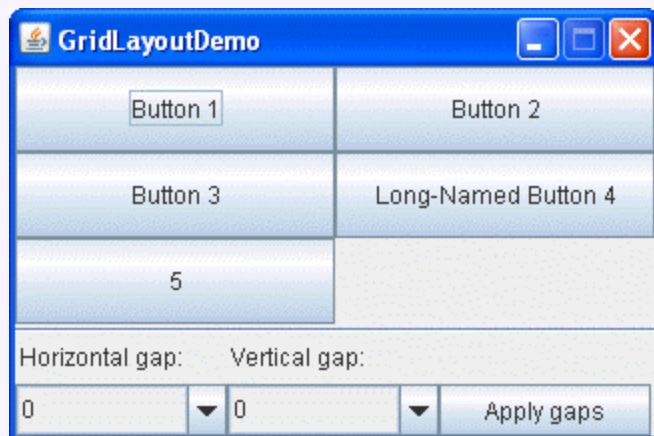 GridLayoutDemo
Button 1 Button 2
Button 3 Long-Named Button 4
5
Horizontal gap: Vertical gap:
0 0 Apply gaps